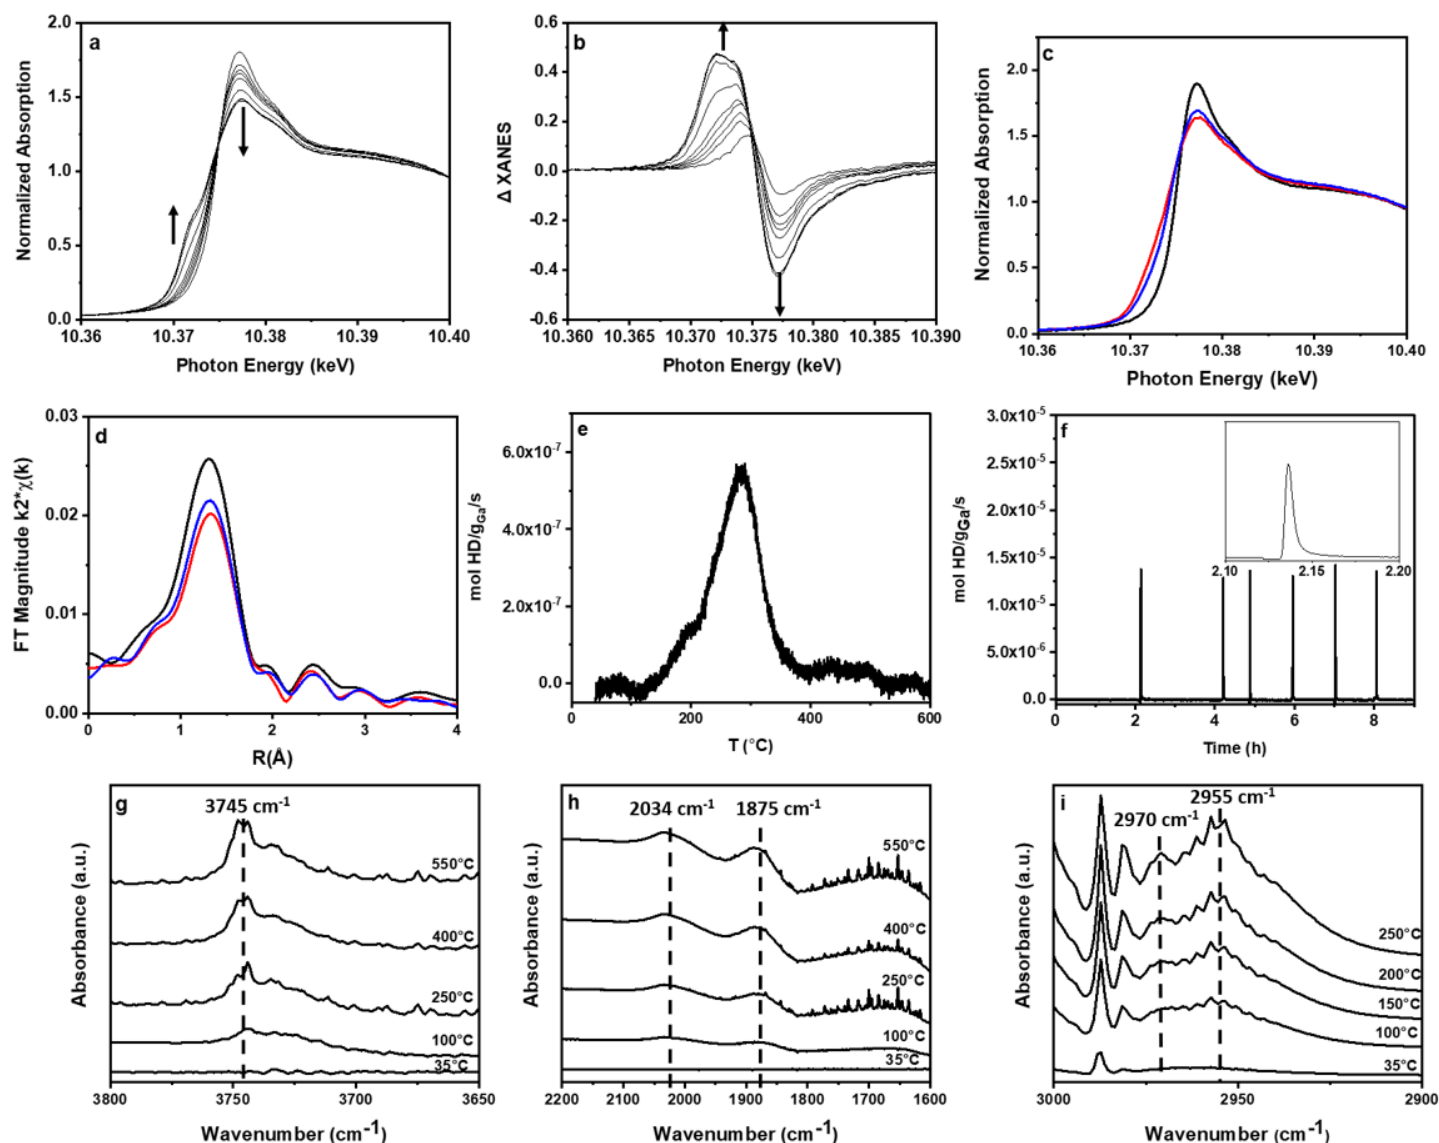 a
2.0
1.5
1.0
0.5
0.0
Normalized Absorption
10.36 10.37 10.38 10.39 10.40
Photon Energy (keV)
b
0.6
0.4
0.2
0.0
-0.2
-0.4
-0.6
Δ XANES
10.360 10.365 10.370 10.375 10.380 10.385 10.390
Photon Energy (keV)
c
2.0
1.5
1.0
0.5
0.0
Normalized Absorption
10.36 10.37 10.38 10.39 10.40
Photon Energy (keV)
d
0.03
0.02
0.01
0.00
FT Magnitude k2*χ(k)
0 1 2 3 4
R(Å)
e
6.0x10-7
4.0x10-7
2.0x10-7
0.0
mol HD/gGa/s
0 200 400 600
T (°C)
f
3.0x10-5
2.5x10-5
2.0x10-5
1.5x10-5
1.0x10-5
5.0x10-6
0.0
mol HD/gGa/s
2.10 2.15 2.20
0 2 4 6 8
Time (h)
g
3745 cm-1
550°C
400°C
250°C
100°C
35°C
Absorbance (a.u.)
3800 3750 3700 3650
Wavenumber (cm-1)
h
2034 cm-1 1875 cm-1
550°C
400°C
250°C
100°C
35°C
Absorbance (a.u.)
2200 2100 2000 1900 1800 1700 1600
Wavenumber (cm-1)
i
2955 cm-1
2970 cm-1
250°C
200°C
150°C
100°C
35°C
Absorbance (a.u.)
3000 2950 2900
Wavenumber (cm-1)